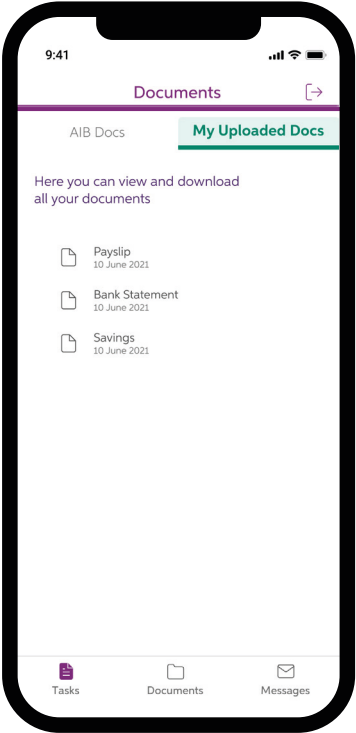 9:41
Documents
AIB Docs
My Uploaded Docs
Here you can view and download
all your documents
Payslip
10 June 2021
Bank Statement
10 June 2021
Savings
10 June 2021
Tasks
Documents
Messages